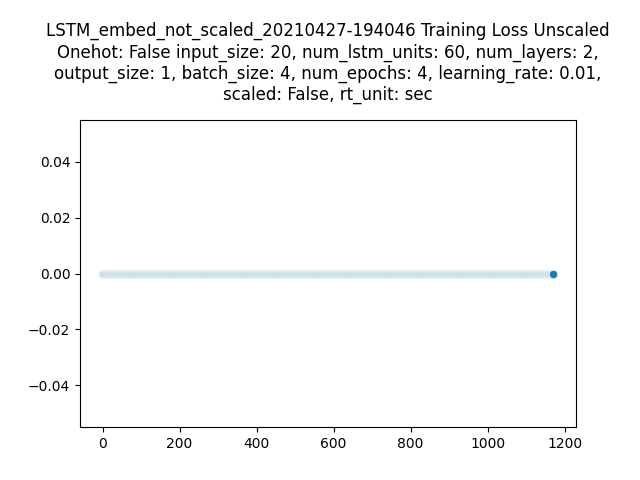 LSTM_embed_not_scaled_20210427-194046 Training Loss Unscaled
Onehot: False input_size: 20, num_lstm_units: 60, num_layers: 2,
output_size: 1, batch_size: 4, num_epochs: 4, learning_rate: 0.01,
scaled: False, rt_unit: sec
0.04
0.02
0.00
−0.02
−0.04
0 200 400 600 800 1000 1200